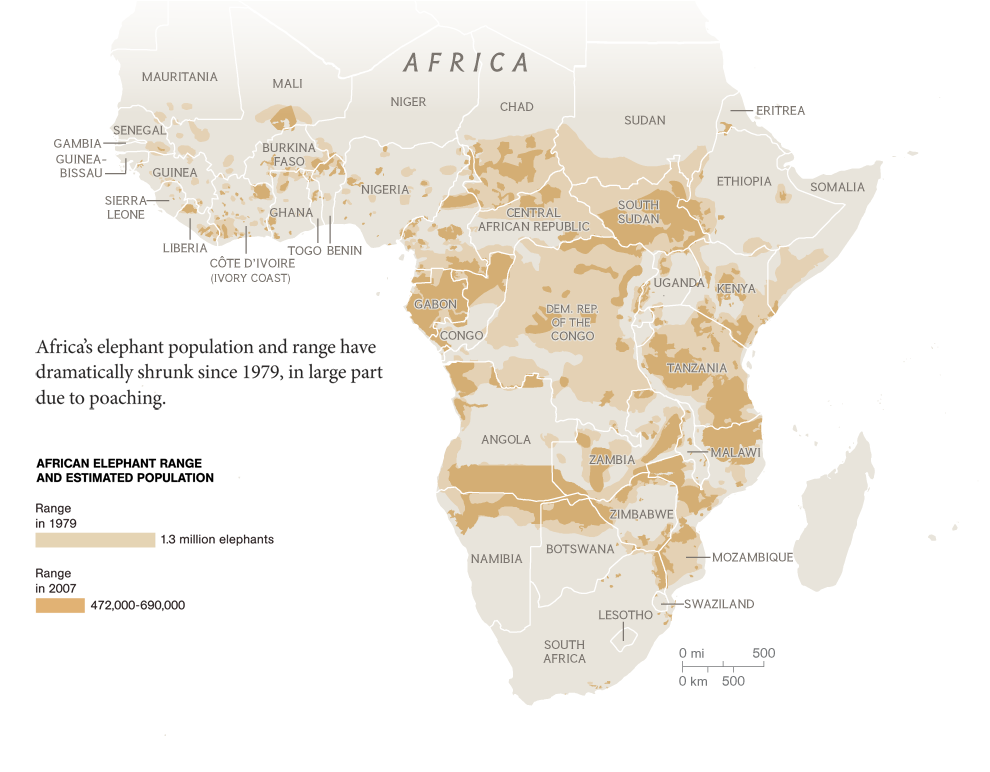 AFRICA
MAURITANIA
MALI
NIGER
CHAD
SUDAN
ERITREA
SENEGAL
GAMBIA
GUINEA-
BISSAU
GUINEA
BURKINA
FASO
NIGERIA
ETHIOPIA
SOMALIA
SIERRA
LEONE
GHANA
CENTRAL
AFRICAN REPUBLIC
SOUTH
SUDAN
LIBERIA
TOGO
BENIN
CÔTE D'IVOIRE
(IVORY COAST)
UGANDA
KENYA
GABON
CONGO
DEM. REP.
OF THE
CONGO
Africa's elephant population and range have
dramatically shrunk since 1979, in large part
due to poaching.
TANZANIA
ANGOLA
ZAMBIA
MALAWI
AFRICAN ELEPHANT RANGE
AND ESTIMATED POPULATION
Range
in 1979
1.3 million elephants
Range
in 2007
472,000-690,000
ZIMBABWE
NAMIBIA
BOTSWANA
MOZAMBIQUE
SWAZILAND
LESOTHO
SOUTH
AFRICA
0 mi 500
0 km 500